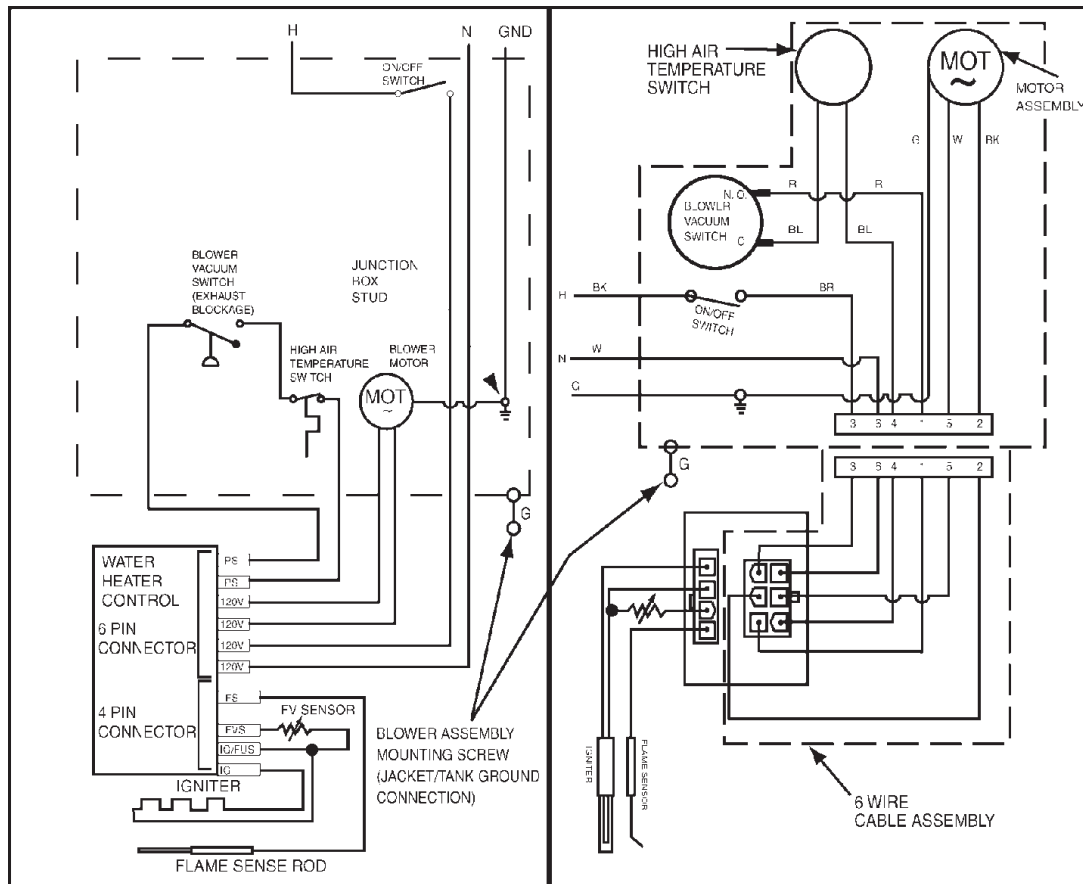 H
N
GND
ON/OFF
SWITCH
BLOWER
VACUUM
SWITCH
(EXHAUST
BLOCKAGE)
JUNCTION
BOX
STUD
HIGH AIR
TEMPERATURE
SWITCH
BLOWER
MOTOR
MOT
~
G
WATER
HEATER
CONTROL
6 PIN
CONNECTOR
4 PIN
CONNECTOR
PS
PS
120V
120V
120V
120V
FS
FVS
IG/FUS
IG
FV SENSOR
IGNITER
FLAME SENSE ROD
BLOWER ASSEMBLY
MOUNTING SCREW
(JACKET/TANK GROUND
CONNECTION)
HIGH AIR
TEMPERATURE
SWITCH
MOT
~
MOTOR
ASSEMBLY
G W BK
N. O.
BLOWER
VACUUM
SWITCH
C
R R
BL BL
H BK BR
ON/OFF
SWITCH
N W
G
3 6 4 1 5 2
G
3 6 4 1 5 2
IGNITER
FLAME SENSOR
6 WIRE
CABLE ASSEMBLY